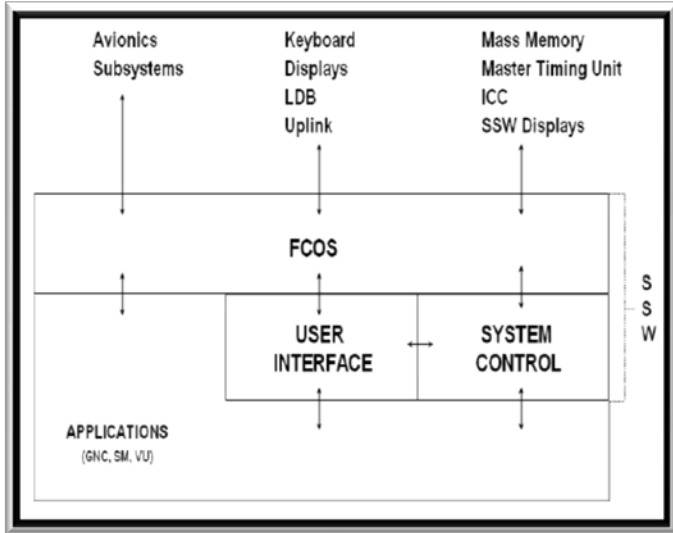 Avionics
Subsystems
Keyboard
Displays
LDB
Uplink
Mass Memory
Master Timing Unit
ICC
SSW Displays
FCOS
USER
INTERFACE
SYSTEM
CONTROL
S
S
W
APPLICATIONS
(GNC, SM, VU)